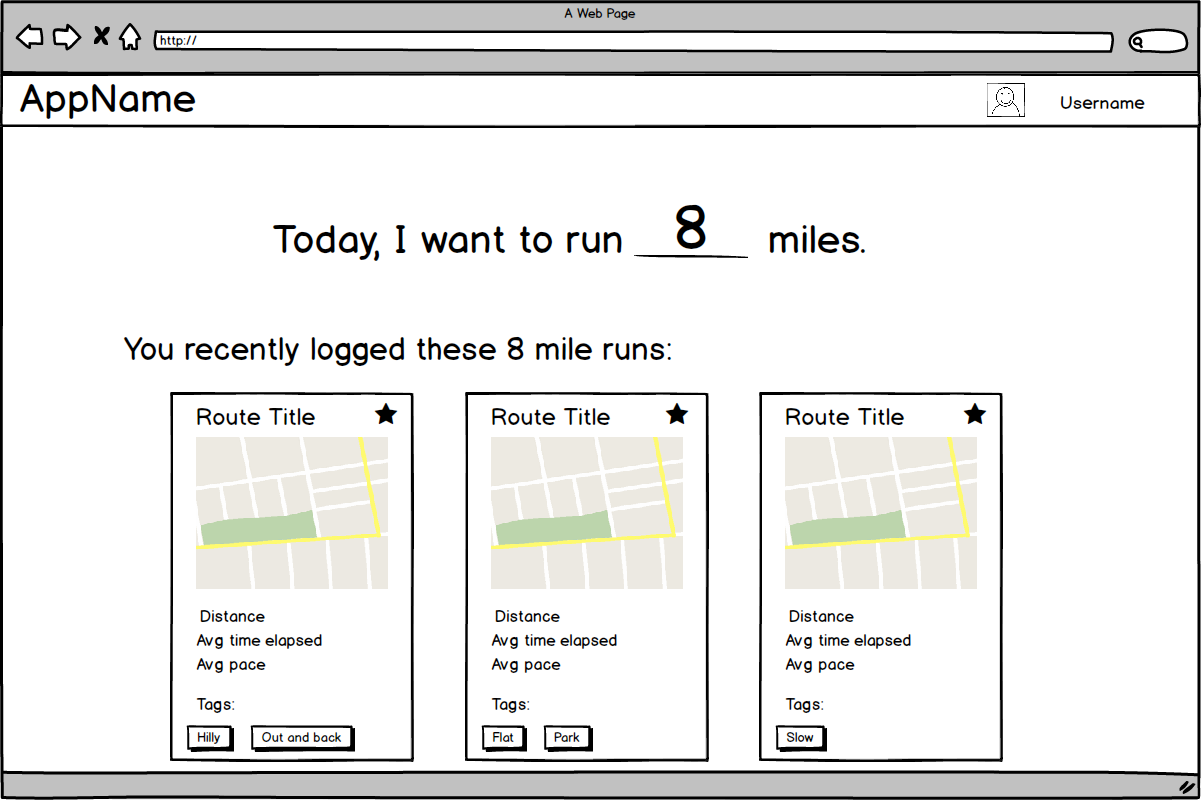 A Web Page
http://
AppName
Username
Today, I want to run 8 miles.
You recently logged these 8 mile runs:
Route Title
Distance
Avg time elapsed
Avg pace
Tags:
Hilly Out and back
Route Title
Distance
Avg time elapsed
Avg pace
Tags:
Flat Park
Route Title
Distance
Avg time elapsed
Avg pace
Tags:
Slow